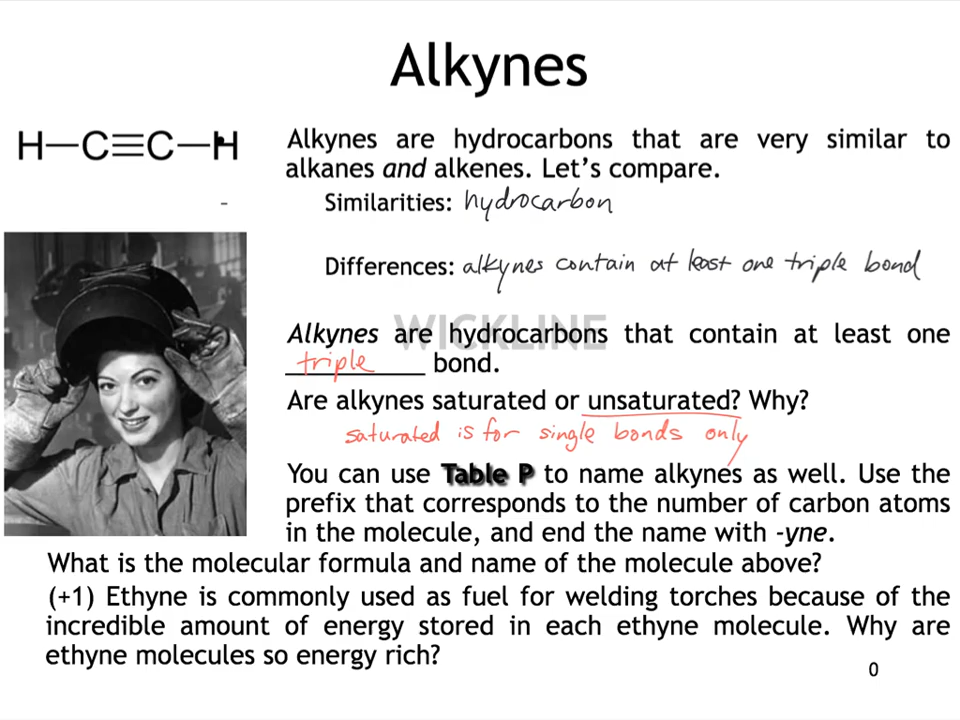 Alkynes
H—C≡C—H
Alkynes are hydrocarbons that are very similar to
alkanes and alkenes. Let's compare.
Similarities: hydrocarbon
Differences: alkynes contain at least one triple bond
WICKLINE
Alkynes are hydrocarbons that contain at least one
triple bond.
Are alkynes saturated or unsaturated? Why?
saturated is for single bonds only
You can use Table P to name alkynes as well. Use the
prefix that corresponds to the number of carbon atoms
in the molecule, and end the name with -yne.
What is the molecular formula and name of the molecule above?
(+1) Ethyne is commonly used as fuel for welding torches because of the
incredible amount of energy stored in each ethyne molecule. Why are
ethyne molecules so energy rich?
0